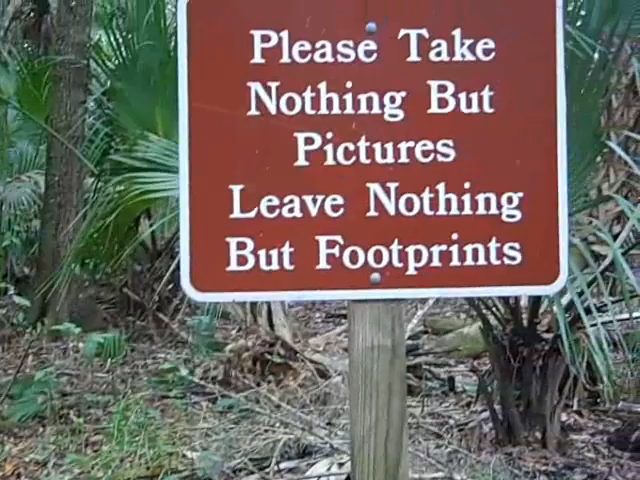 Please Take
Nothing But
Pictures
Leave Nothing
But Footprints